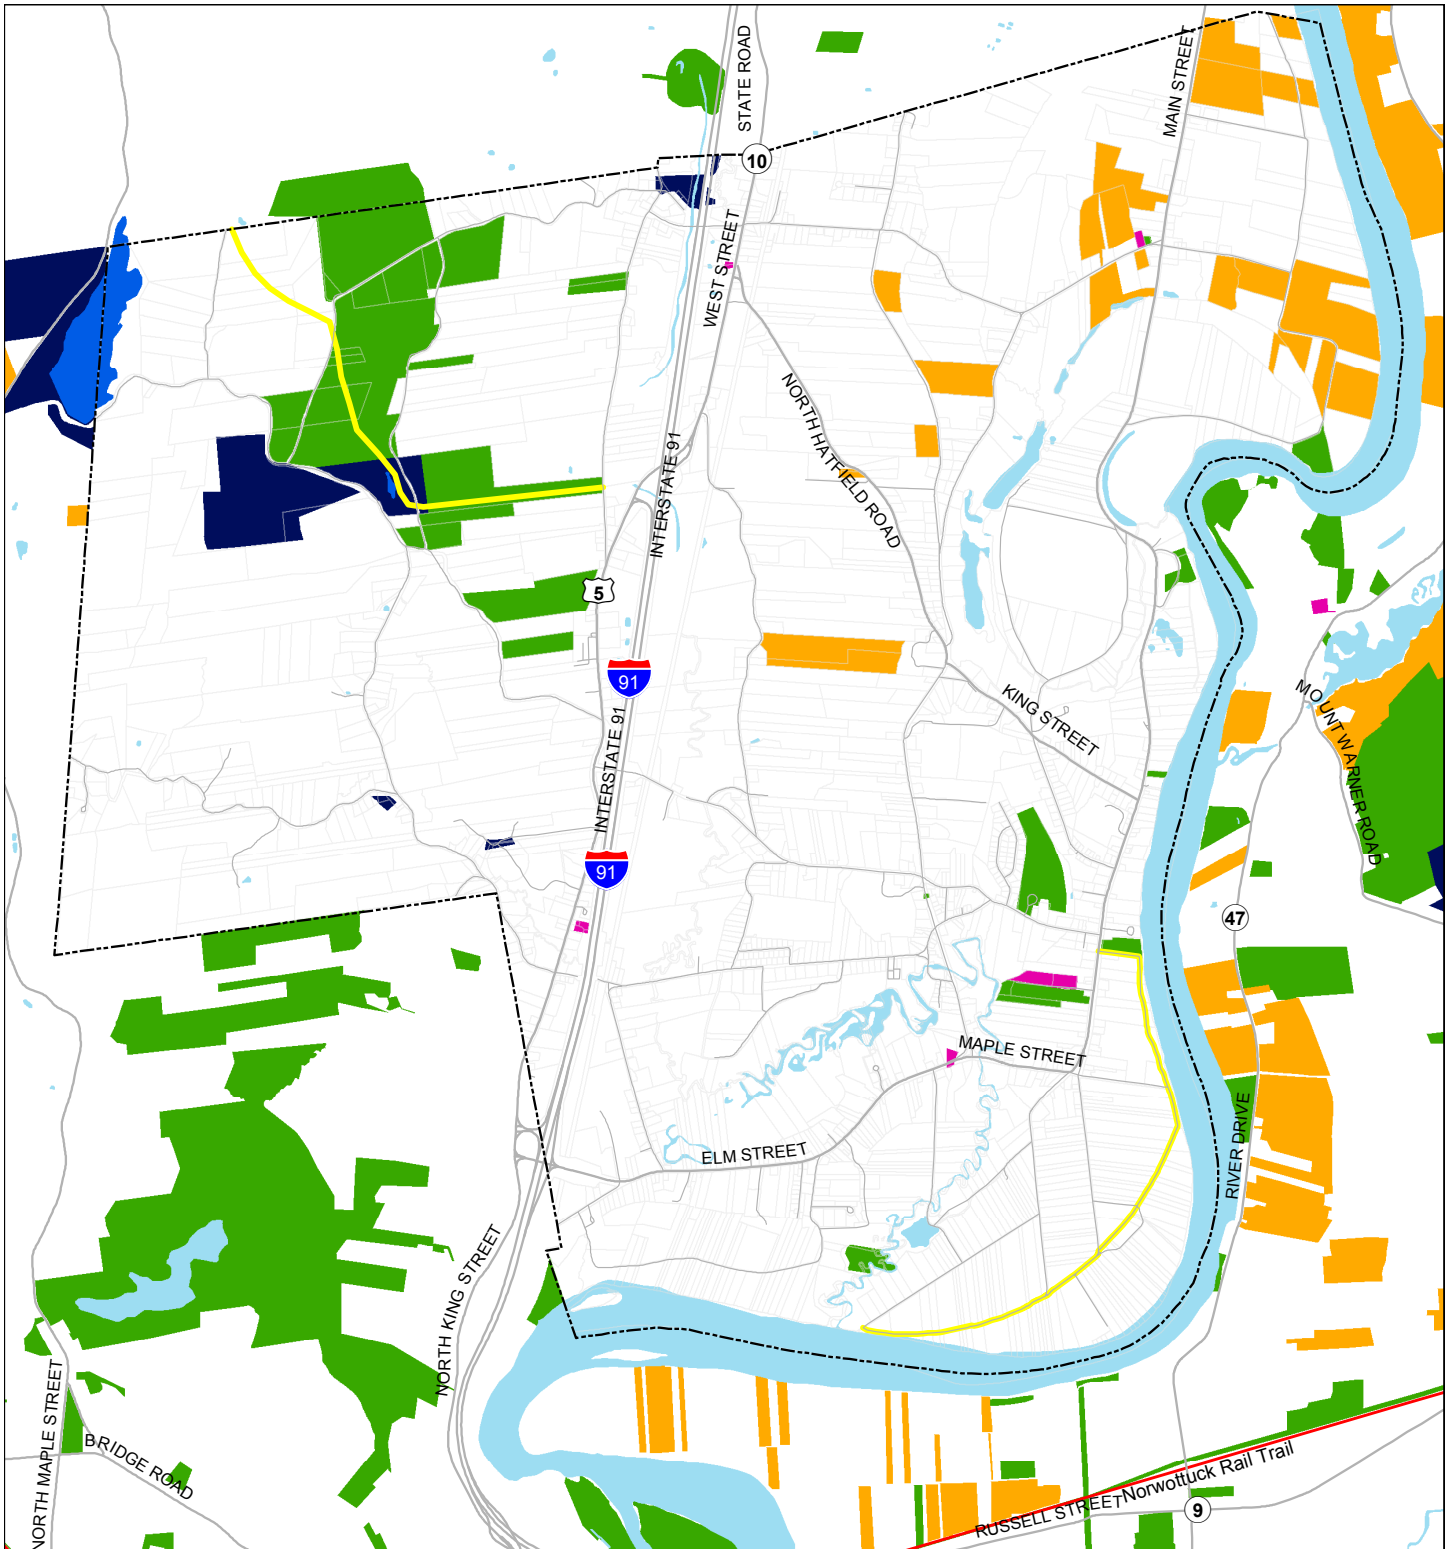 STATE ROAD
MAIN STREET
10
WEST STREET
NORTH HATFIELD ROAD
INTERSTATE 91
5
91
KING STREET
MOUNT WARNER ROAD
INTERSTATE 91
91
47
MAPLE STREET
ELM STREET
RIVER DRIVE
NORTH KING STREET
NORTH MAPLE STREET
BRIDGE ROAD
Norwottuck Rail Trail
RUSSELL STREET
9